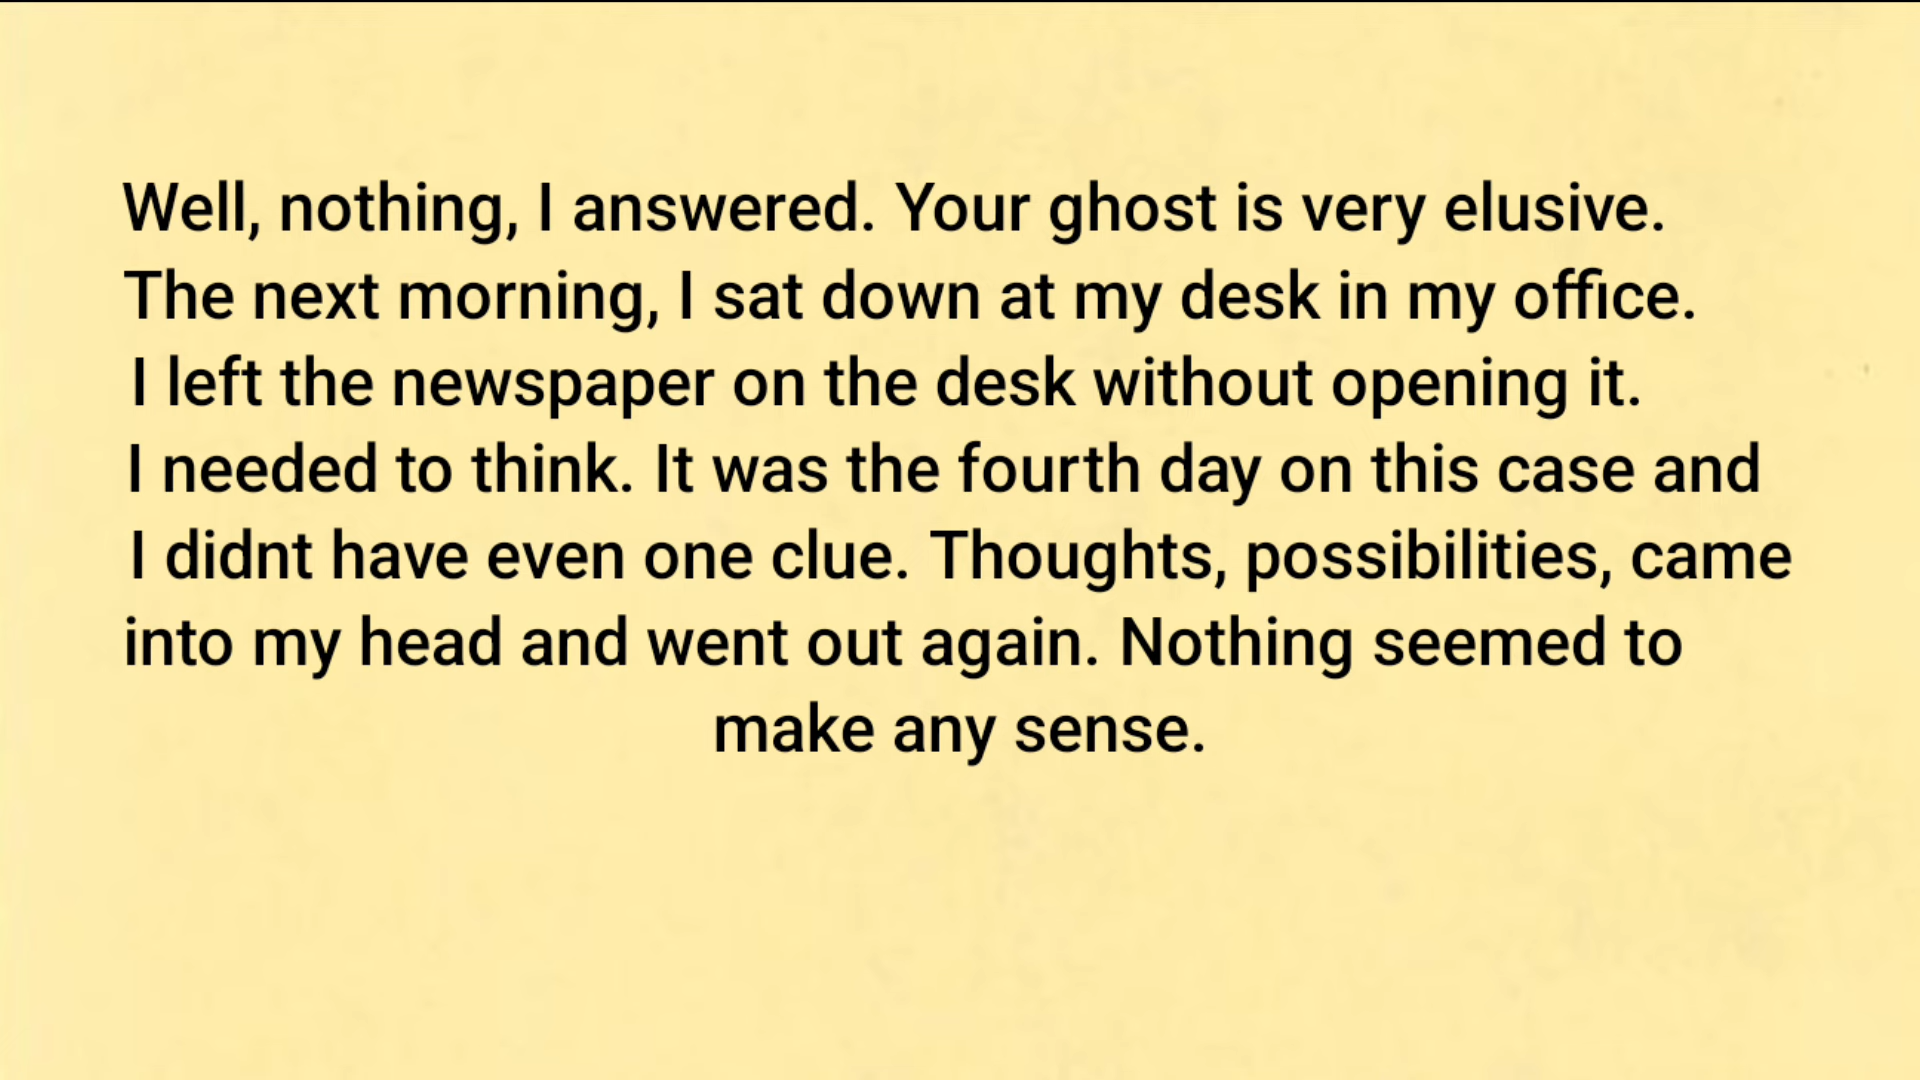 Well, nothing, I answered. Your ghost is very elusive.
The next morning, I sat down at my desk in my office.
I left the newspaper on the desk without opening it.
I needed to think. It was the fourth day on this case and
I didnt have even one clue. Thoughts, possibilities, came
into my head and went out again. Nothing seemed to
make any sense.